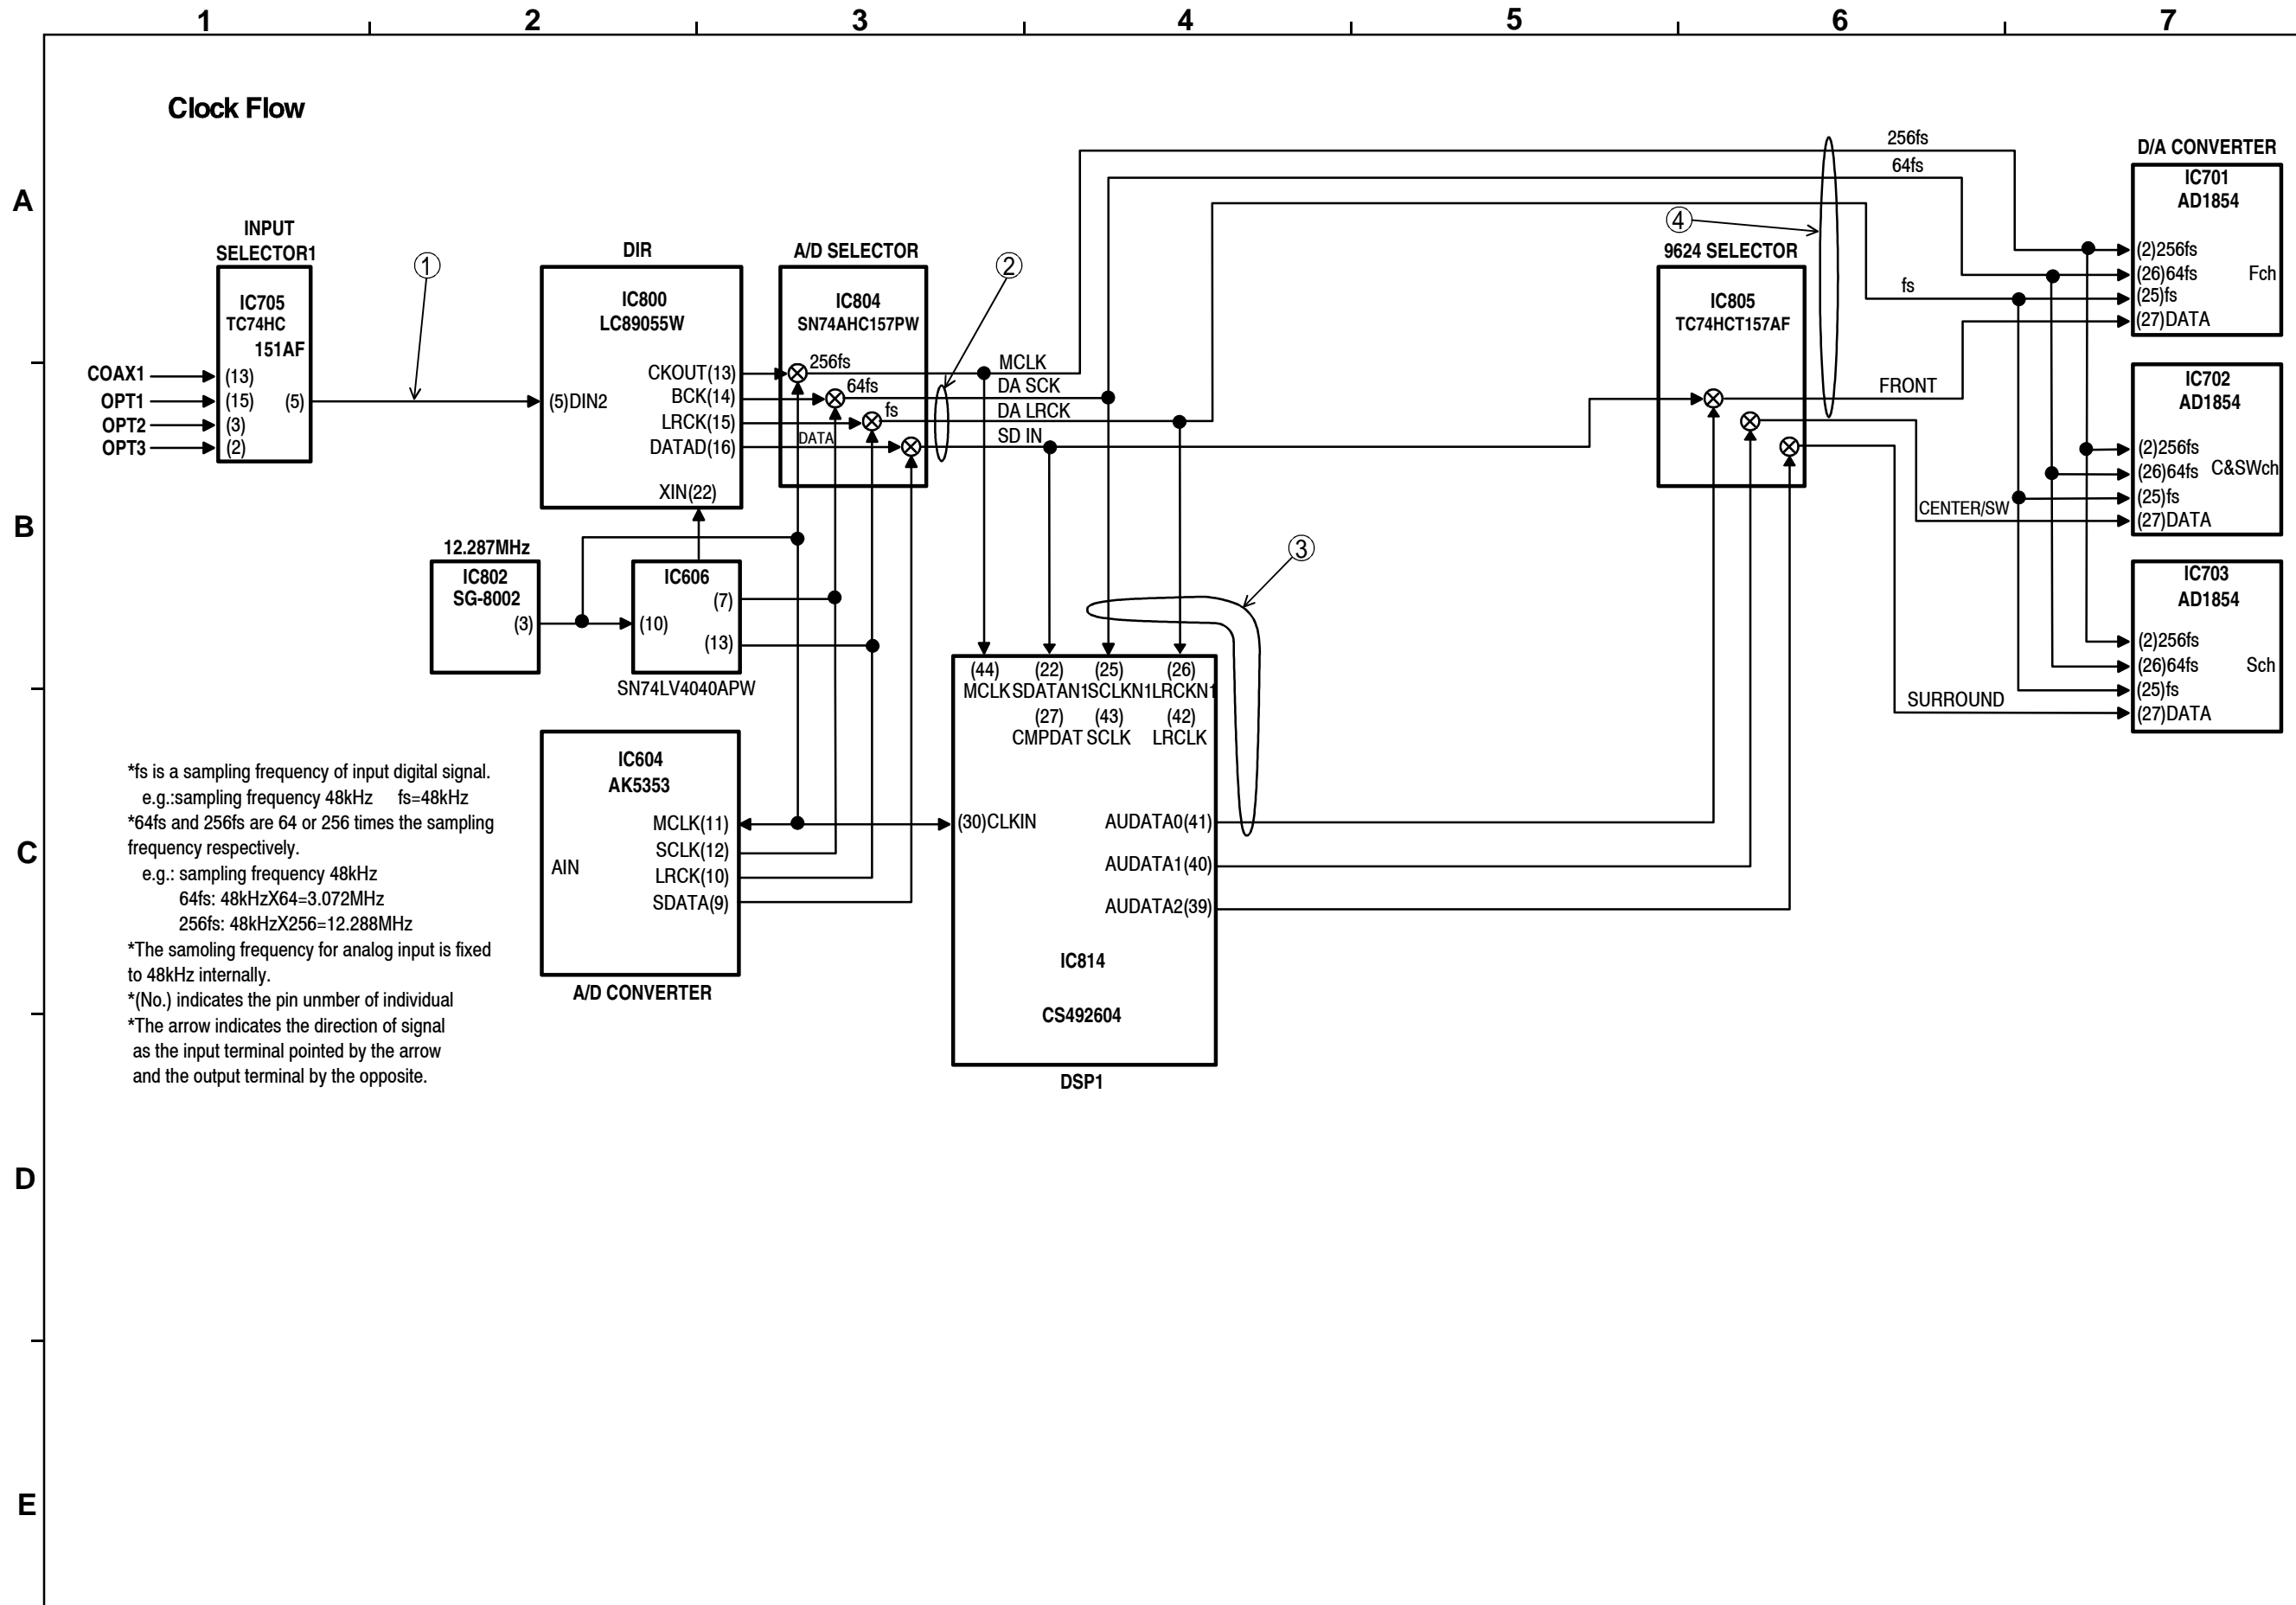 1 2 3 4 5 6 7
A
B
C
D
E
Clock Flow
INPUT
SELECTOR1
IC705
TC74HC
151AF
COAX1
OPT1
OPT2
OPT3
(13)
(15)
(3)
(2)
(5)
①
DIR
IC800
LC89055W
(5)DIN2
CKOUT(13)
BCK(14)
LRCK(15)
DATAD(16)
XIN(22)
A/D SELECTOR
IC804
SN74AHC157PW
256fs
64fs
fs
DATA
②
MCLK
DA SCK
DA LRCK
SD IN
12.287MHz
IC802
SG-8002
(3)
IC606
(7)
(10)
(13)
SN74LV4040APW
IC604
AK5353
AIN
MCLK(11)
SCLK(12)
LRCK(10)
SDATA(9)
A/D CONVERTER
③
(44) (22) (25) (26)
MCLK SDATAN1 SCLKN1 LRCKN1
(27) (43) (42)
CMPDAT SCLK LRCLK
(30)CLKIN
AUDATA0(41)
AUDATA1(40)
AUDATA2(39)
IC814
CS492604
DSP1
9624 SELECTOR
IC805
TC74HCT157AF
④
256fs
64fs
fs
FRONT
CENTER/SW
SURROUND
D/A CONVERTER
IC701
AD1854
(2)256fs
(26)64fs Fch
(25)fs
(27)DATA
IC702
AD1854
(2)256fs
(26)64fs C&SWch
(25)fs
(27)DATA
IC703
AD1854
(2)256fs
(26)64fs Sch
(25)fs
(27)DATA
*fs is a sampling frequency of input digital signal.
e.g.:sampling frequency 48kHz fs=48kHz
*64fs and 256fs are 64 or 256 times the sampling
frequency respectively.
e.g.: sampling frequency 48kHz
64fs: 48kHzX64=3.072MHz
256fs: 48kHzX256=12.288MHz
*The samoling frequency for analog input is fixed
to 48kHz internally.
*(No.) indicates the pin unmber of individual
*The arrow indicates the direction of signal
as the input terminal pointed by the arrow
and the output terminal by the opposite.